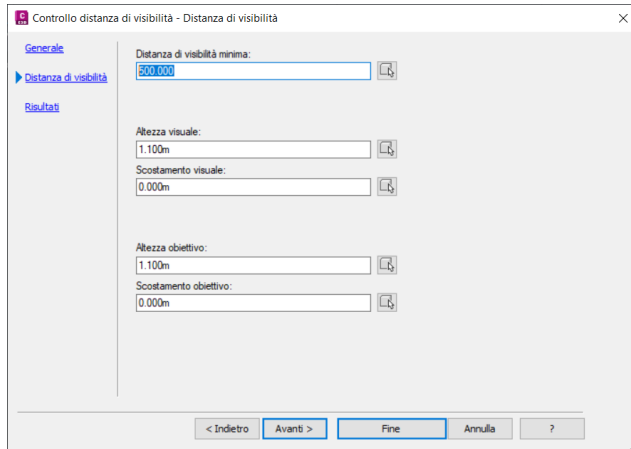 C
C3D
Controllo distanza di visibilità - Distanza di visibilità
Generale
Distanza di visibilità
Risultati
Distanza di visibilità minima:
500.000
Altezza visuale:
1.100m
Scostamento visuale:
0.000m
Altezza obiettivo:
1.100m
Scostamento obiettivo:
0.000m
< Indietro
Avanti >
Fine
Annulla
?